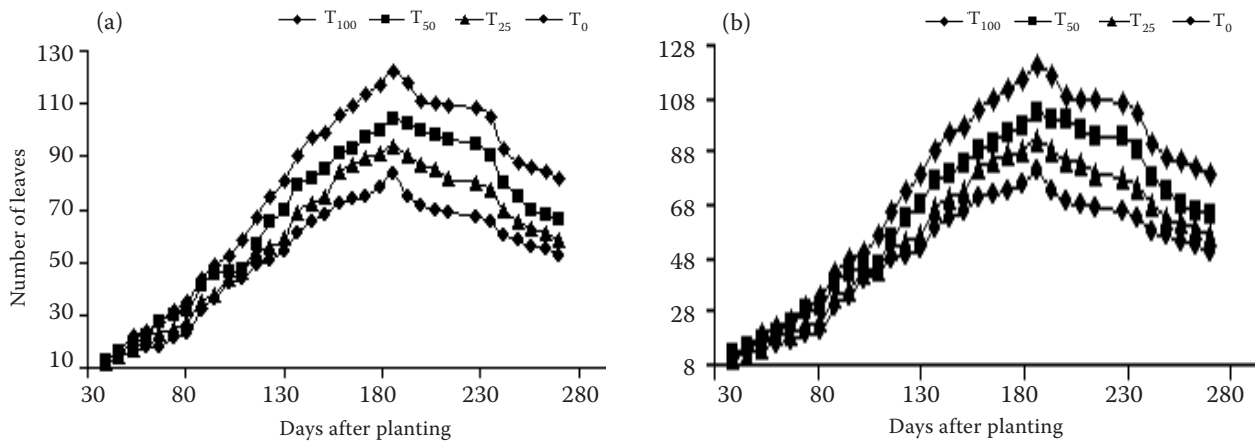 (a)
T100 T50 T25 T0
130
110
90
70
50
30
10
Number of leaves
30 80 130 180 230 280
Days after planting
(b)
T100 T50 T25 T0
128
108
88
68
48
28
8
30 80 130 180 230 280
Days after planting